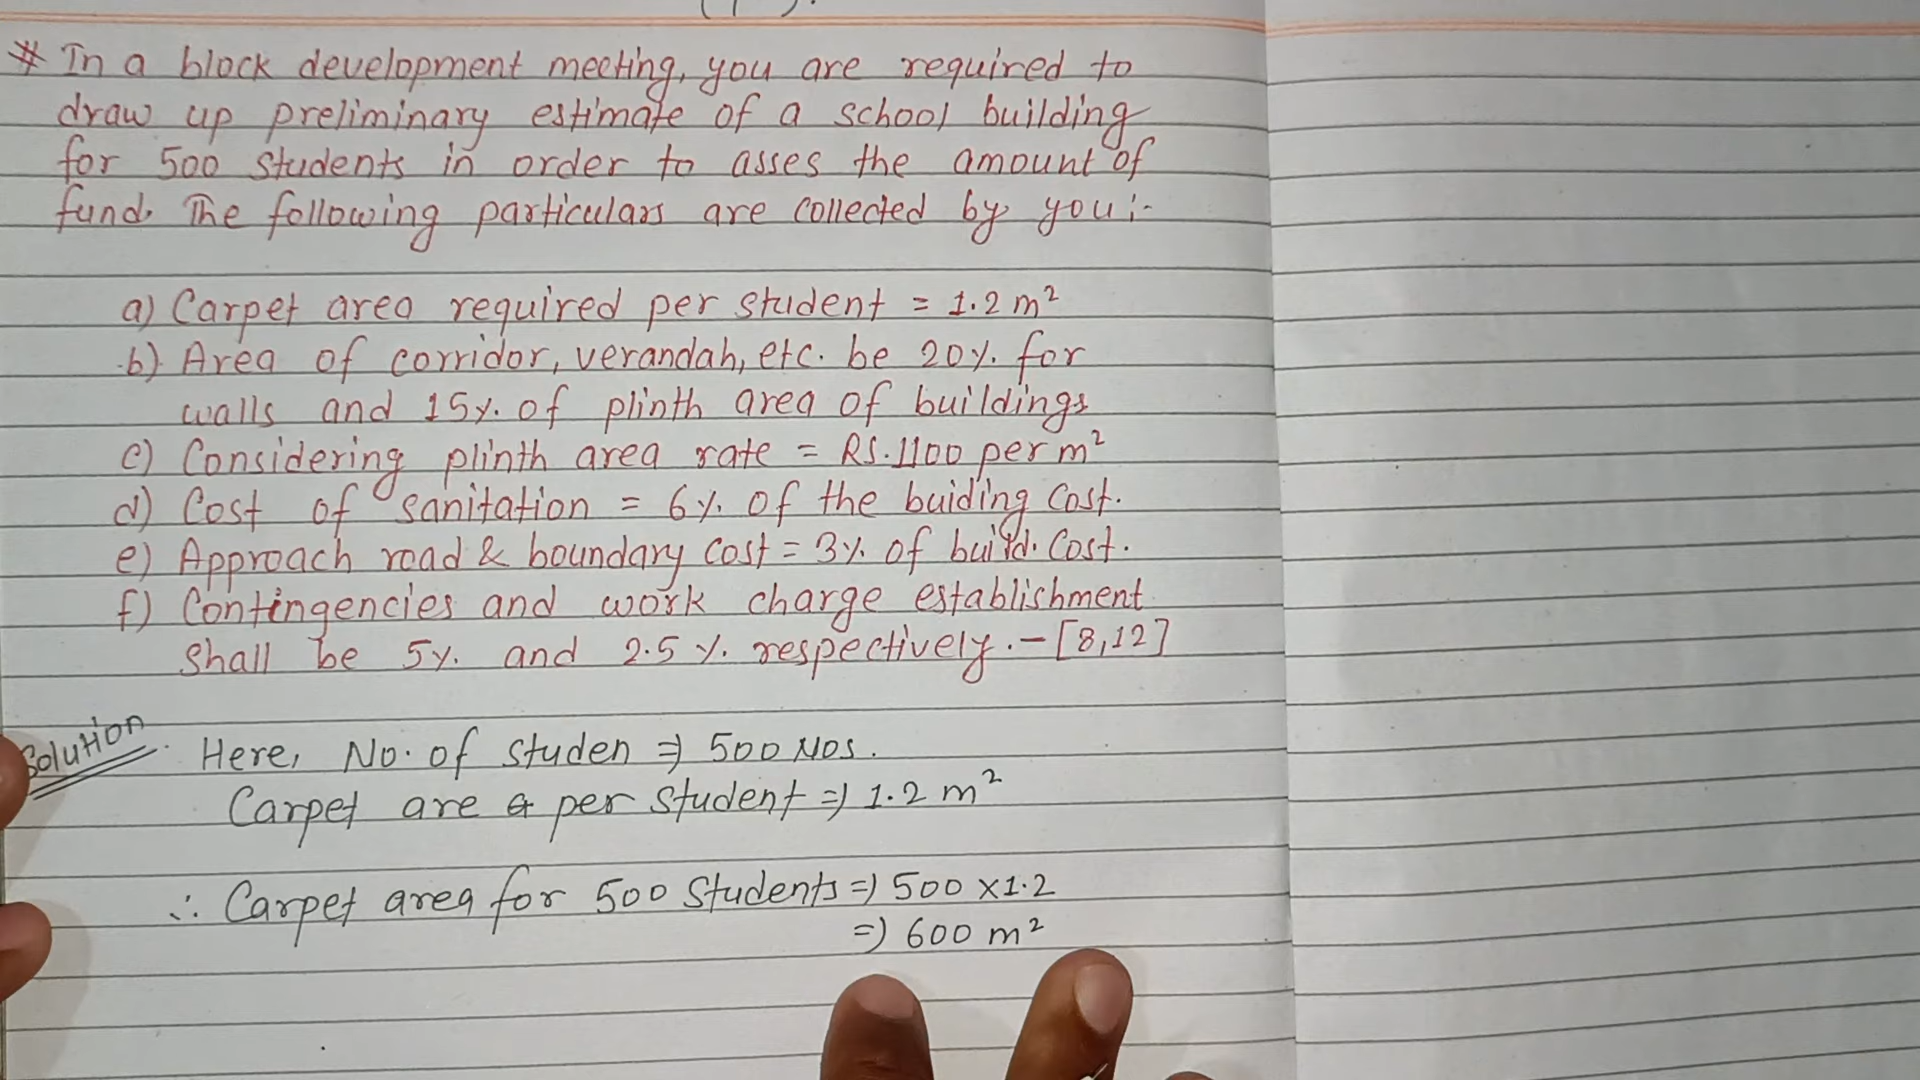 # In a block development meeting, you are required to
draw up preliminary estimate of a school building
for 500 students in order to asses the amount of
fund. The following particulars are collected by you:-
a) Carpet area required per student = 1.2 m²
b) Area of corridor, verandah, etc. be 20% for
walls and 15% of plinth area of buildings
c) Considering plinth area rate = RS. 1100 per m²
d) Cost of sanitation = 6% of the buiding cost.
e) Approach road & boundary cost = 3% of build. cost.
f) Contingencies and work charge establishment
shall be 5% and 2.5% respectively. - [8,12]
Solution
Here, No. of studen ⇒ 500 Nos.
Carpet are a per student ⇒ 1.2 m²
∴ Carpet area for 500 students ⇒ 500 x 1.2
⇒ 600 m²